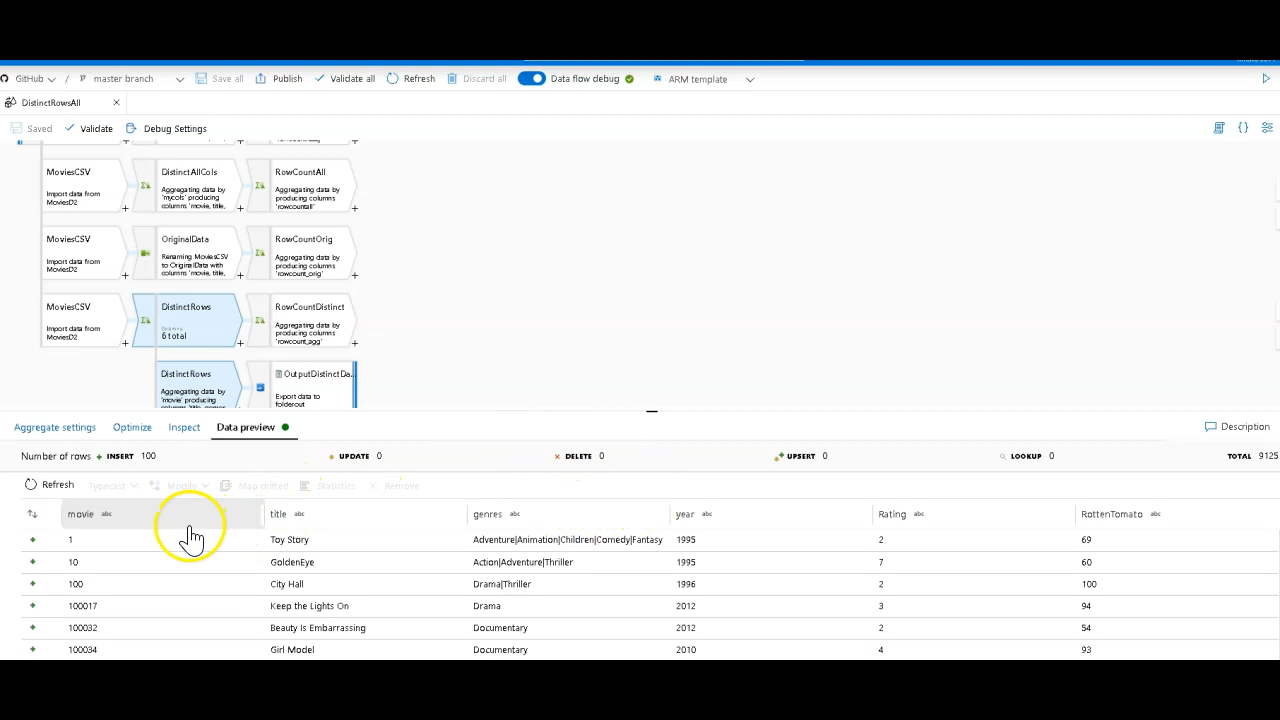 GitHub / master branch Save all Publish Validate all Refresh Discard all Data flow debug ARM template
DistinctRowsAll
Saved Validate Debug Settings
MoviesCSV
Import data from
MoviesD2
DistinctAllCols
Aggregating data by
'mycols' producing
columns 'movie, title,
RowCountAll
Aggregating data by
producing columns
'rowcountall'
MoviesCSV
Import data from
MoviesD2
OriginalData
Renaming MoviesCSV
to OriginalData with
columns 'movie, title,
RowCountOrig
Aggregating data by
producing columns
'rowcount_orig'
MoviesCSV
Import data from
MoviesD2
DistinctRows
Columns
6 total
RowCountDistinct
Aggregating data by
producing columns
'rowcount_agg'
DistinctRows
Aggregating data by
'movie' producing
OutputDistinctDa...
Export data to
folderout
Aggregate settings Optimize Inspect Data preview Description
Number of rows INSERT 100 UPDATE 0 DELETE 0 UPSERT 0 LOOKUP 0 TOTAL 9125
Refresh Typecast Modify Map drifted Statistics Remove
movie abc title abc genres abc year abc Rating abc RottenTomato abc
1 Toy Story Adventure|Animation|Children|Comedy|Fantasy 1995 2 69
10 GoldenEye Action|Adventure|Thriller 1995 7 60
100 City Hall Drama|Thriller 1996 2 100
100017 Keep the Lights On Drama 2012 3 94
100032 Beauty Is Embarrassing Documentary 2012 2 54
100034 Girl Model Documentary 2010 4 93